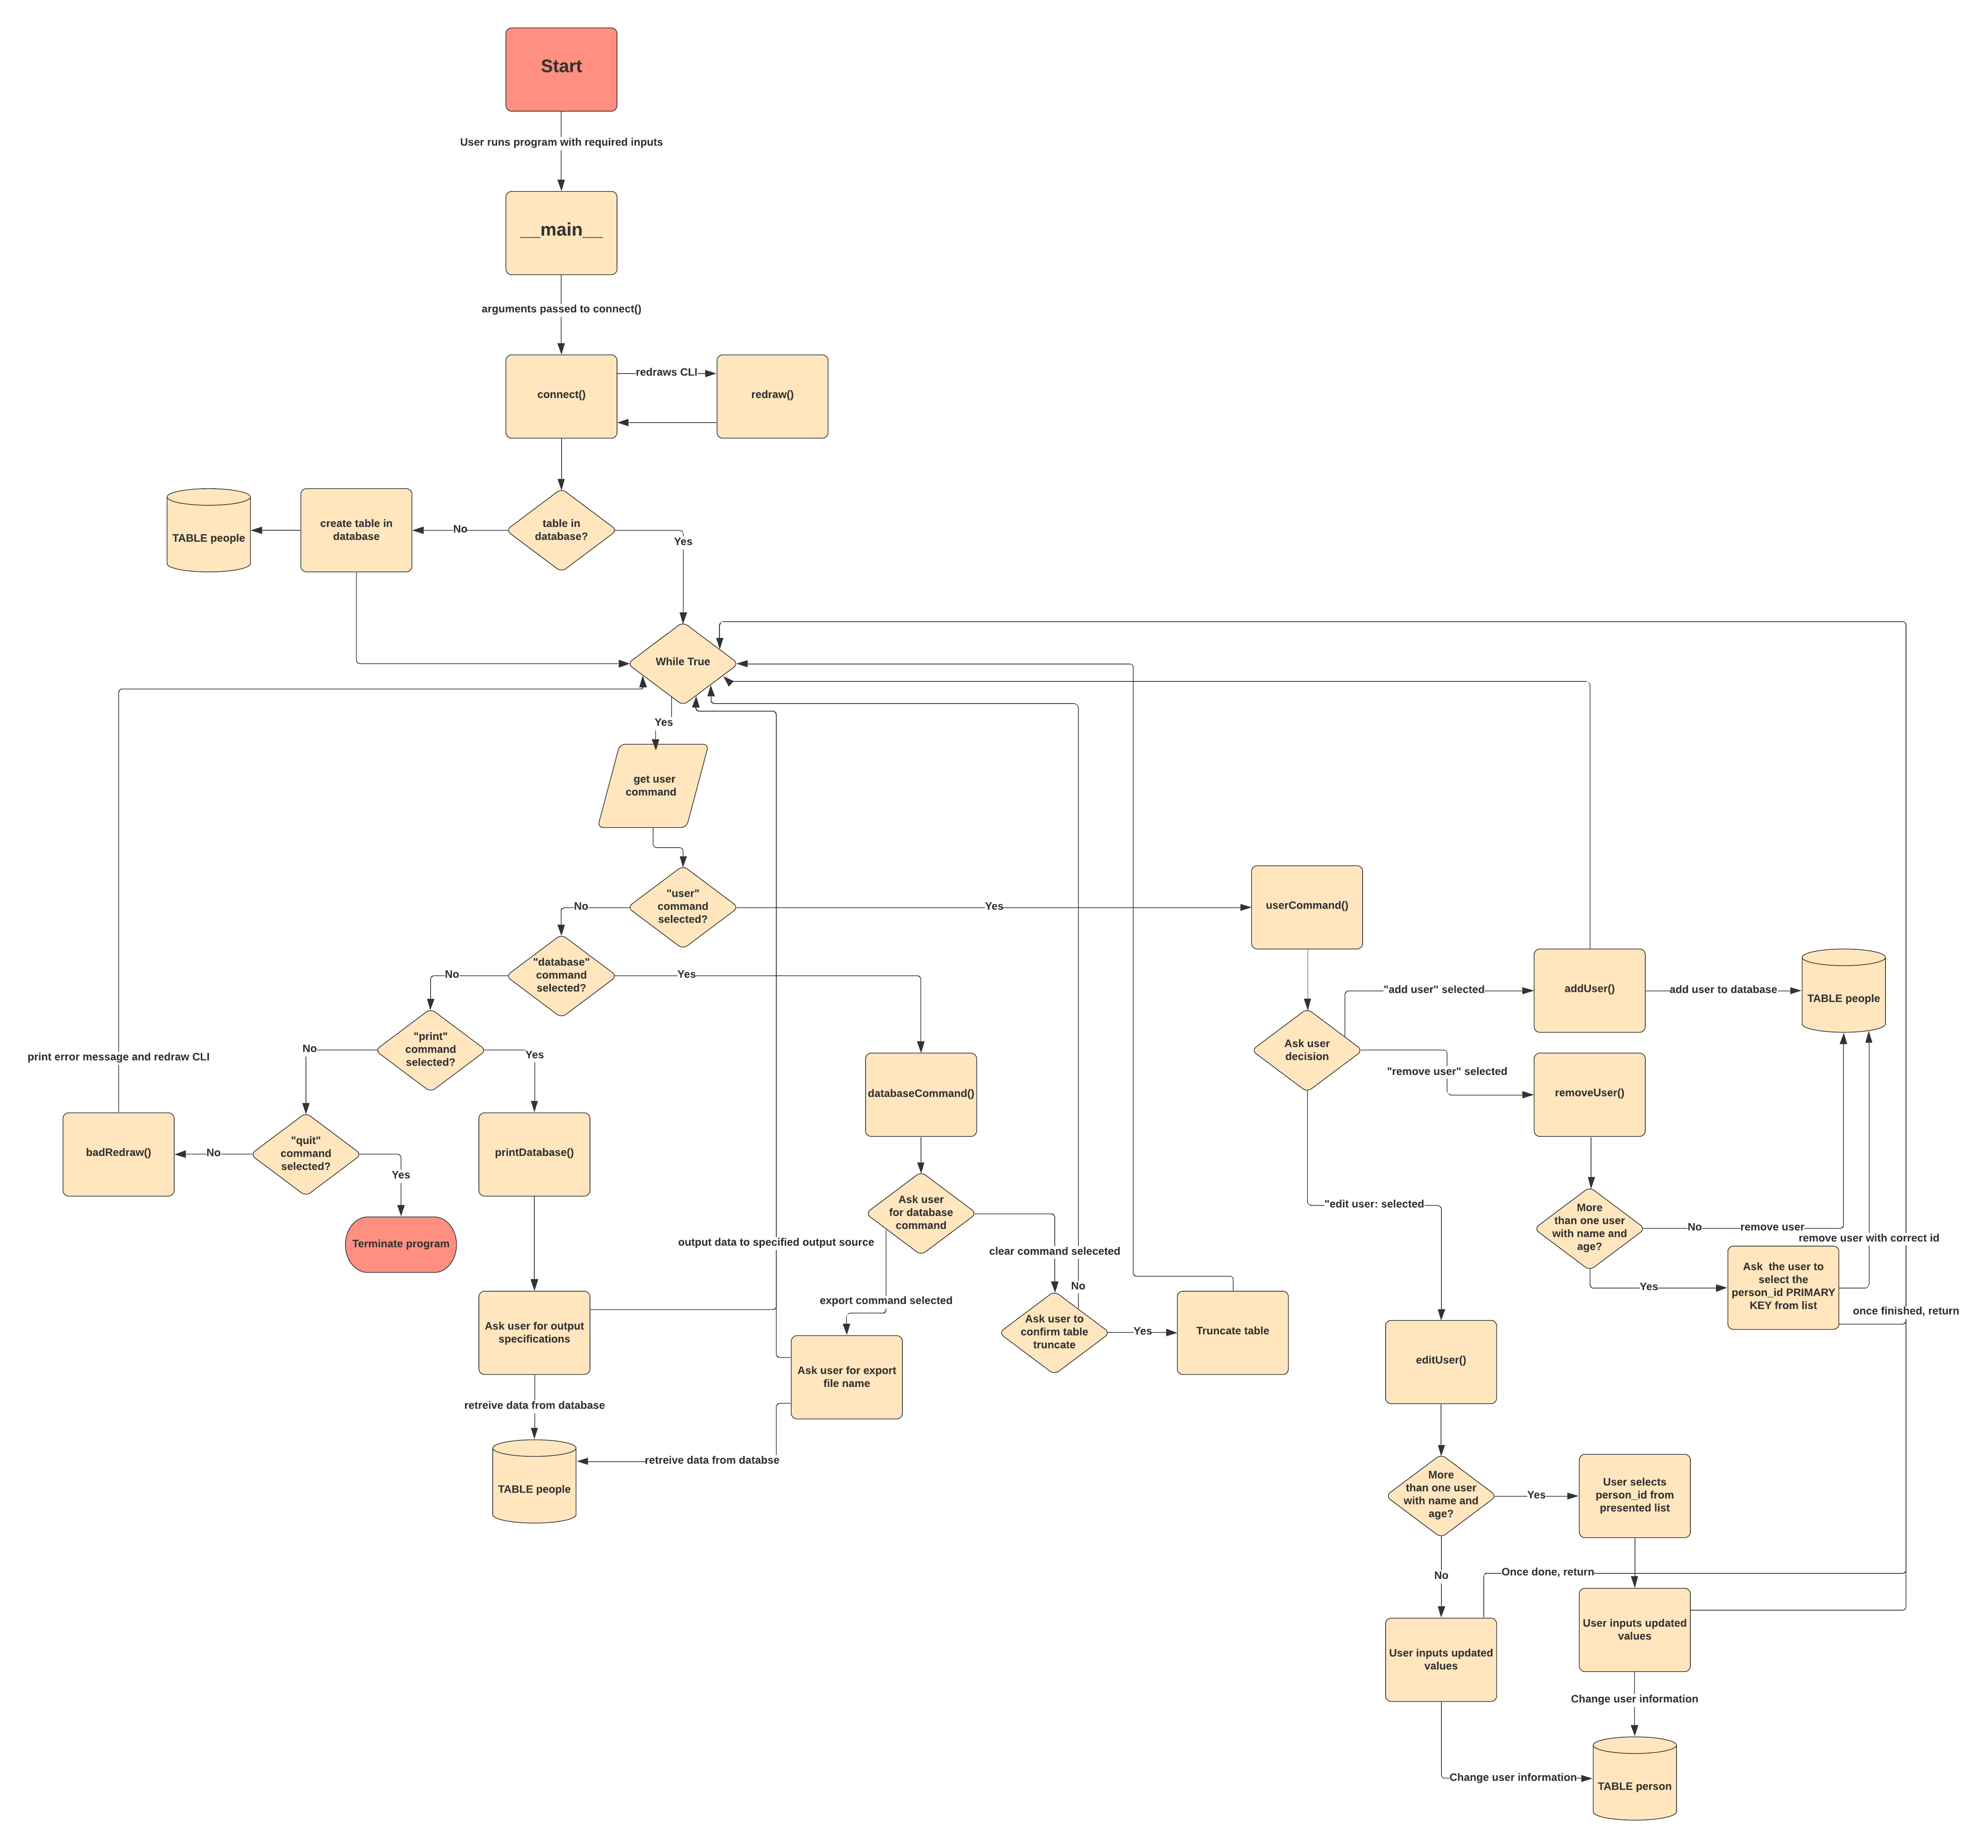 Start
User runs program with required inputs
__main__
arguments passed to connect()
connect()
redraws CLI
redraw()
TABLE people
create table in
database
No
table in
database?
Yes
While True
Yes
get user
command
"user"
command
selected?
No
Yes
userCommand()
"database"
command
selected?
No
Yes
"print"
command
selected?
No
Yes
print error message and redraw CLI
badRedraw()
No
"quit"
command
selected?
Yes
Terminate program
printDatabase()
databaseCommand()
Ask user
for database
command
output data to specified output source
export command selected
clear command seleceted
No
Ask user for output
specifications
retreive data from database
TABLE people
Ask user for export
file name
retreive data from databse
Ask user to
confirm table
truncate
Yes
Truncate table
Ask user
decision
"add user" selected
addUser()
add user to database
TABLE people
"remove user" selected
removeUser()
More
than one user
with name and
age?
No
remove user
remove user with correct id
Yes
Ask  the user to
select the
person_id PRIMARY
KEY from list
once finished, return
"edit user: selected
editUser()
More
than one user
with name and
age?
Yes
User selects
person_id from
presented list
No
Once done, return
User inputs updated
values
User inputs updated
values
Change user information
Change user information
TABLE person